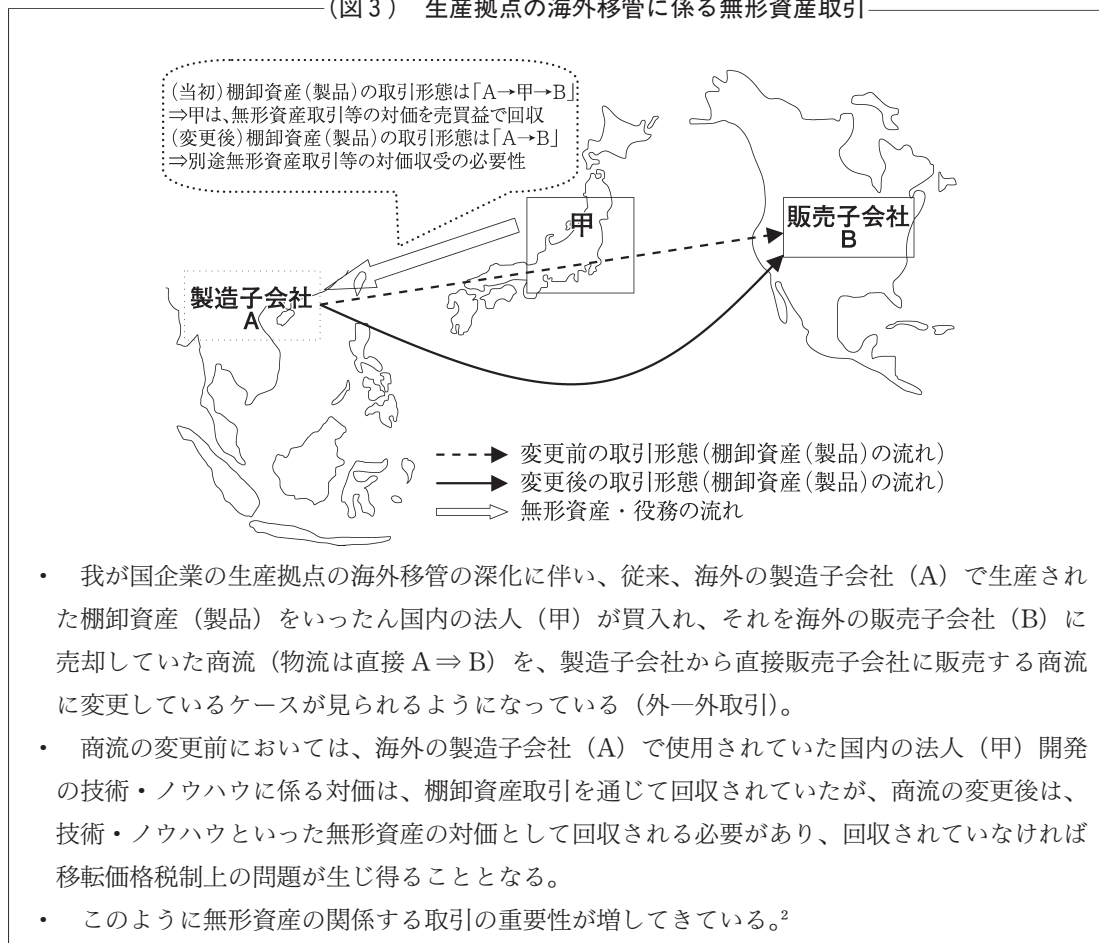 (図３) 生産拠点の海外移管に係る無形資産取引
(当初)棚卸資産(製品)の取引形態は「A→甲→B」
⇒甲は、無形資産取引等の対価を売買益で回収
(変更後)棚卸資産(製品)の取引形態は「A→B」
⇒別途無形資産取引等の対価収受の必要性
甲
販売子会社
B
製造子会社
A
変更前の取引形態(棚卸資産(製品)の流れ)
変更後の取引形態(棚卸資産(製品)の流れ)
無形資産・役務の流れ
・　我が国企業の生産拠点の海外移管の深化に伴い、従来、海外の製造子会社（A）で生産され
た棚卸資産（製品）をいったん国内の法人（甲）が買入れ、それを海外の販売子会社（B）に
売却していた商流（物流は直接 A ⇒ B）を、製造子会社から直接販売子会社に販売する商流
に変更しているケースが見られるようになっている（外―外取引）。
・　商流の変更前においては、海外の製造子会社（A）で使用されていた国内の法人（甲）開発
の技術・ノウハウに係る対価は、棚卸資産取引を通じて回収されていたが、商流の変更後は、
技術・ノウハウといった無形資産の対価として回収される必要があり、回収されていなければ
移転価格税制上の問題が生じ得ることとなる。
・　このように無形資産の関係する取引の重要性が増してきている。²